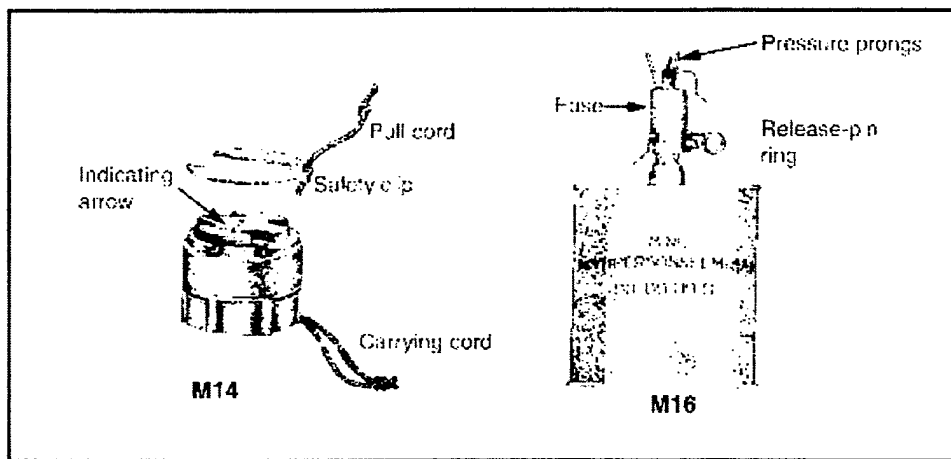 Pressure prongs
Fuse
Pull cord
Release-pin
ring
Indicating
arrow
Safety clip
Carrying cord
M14
M16